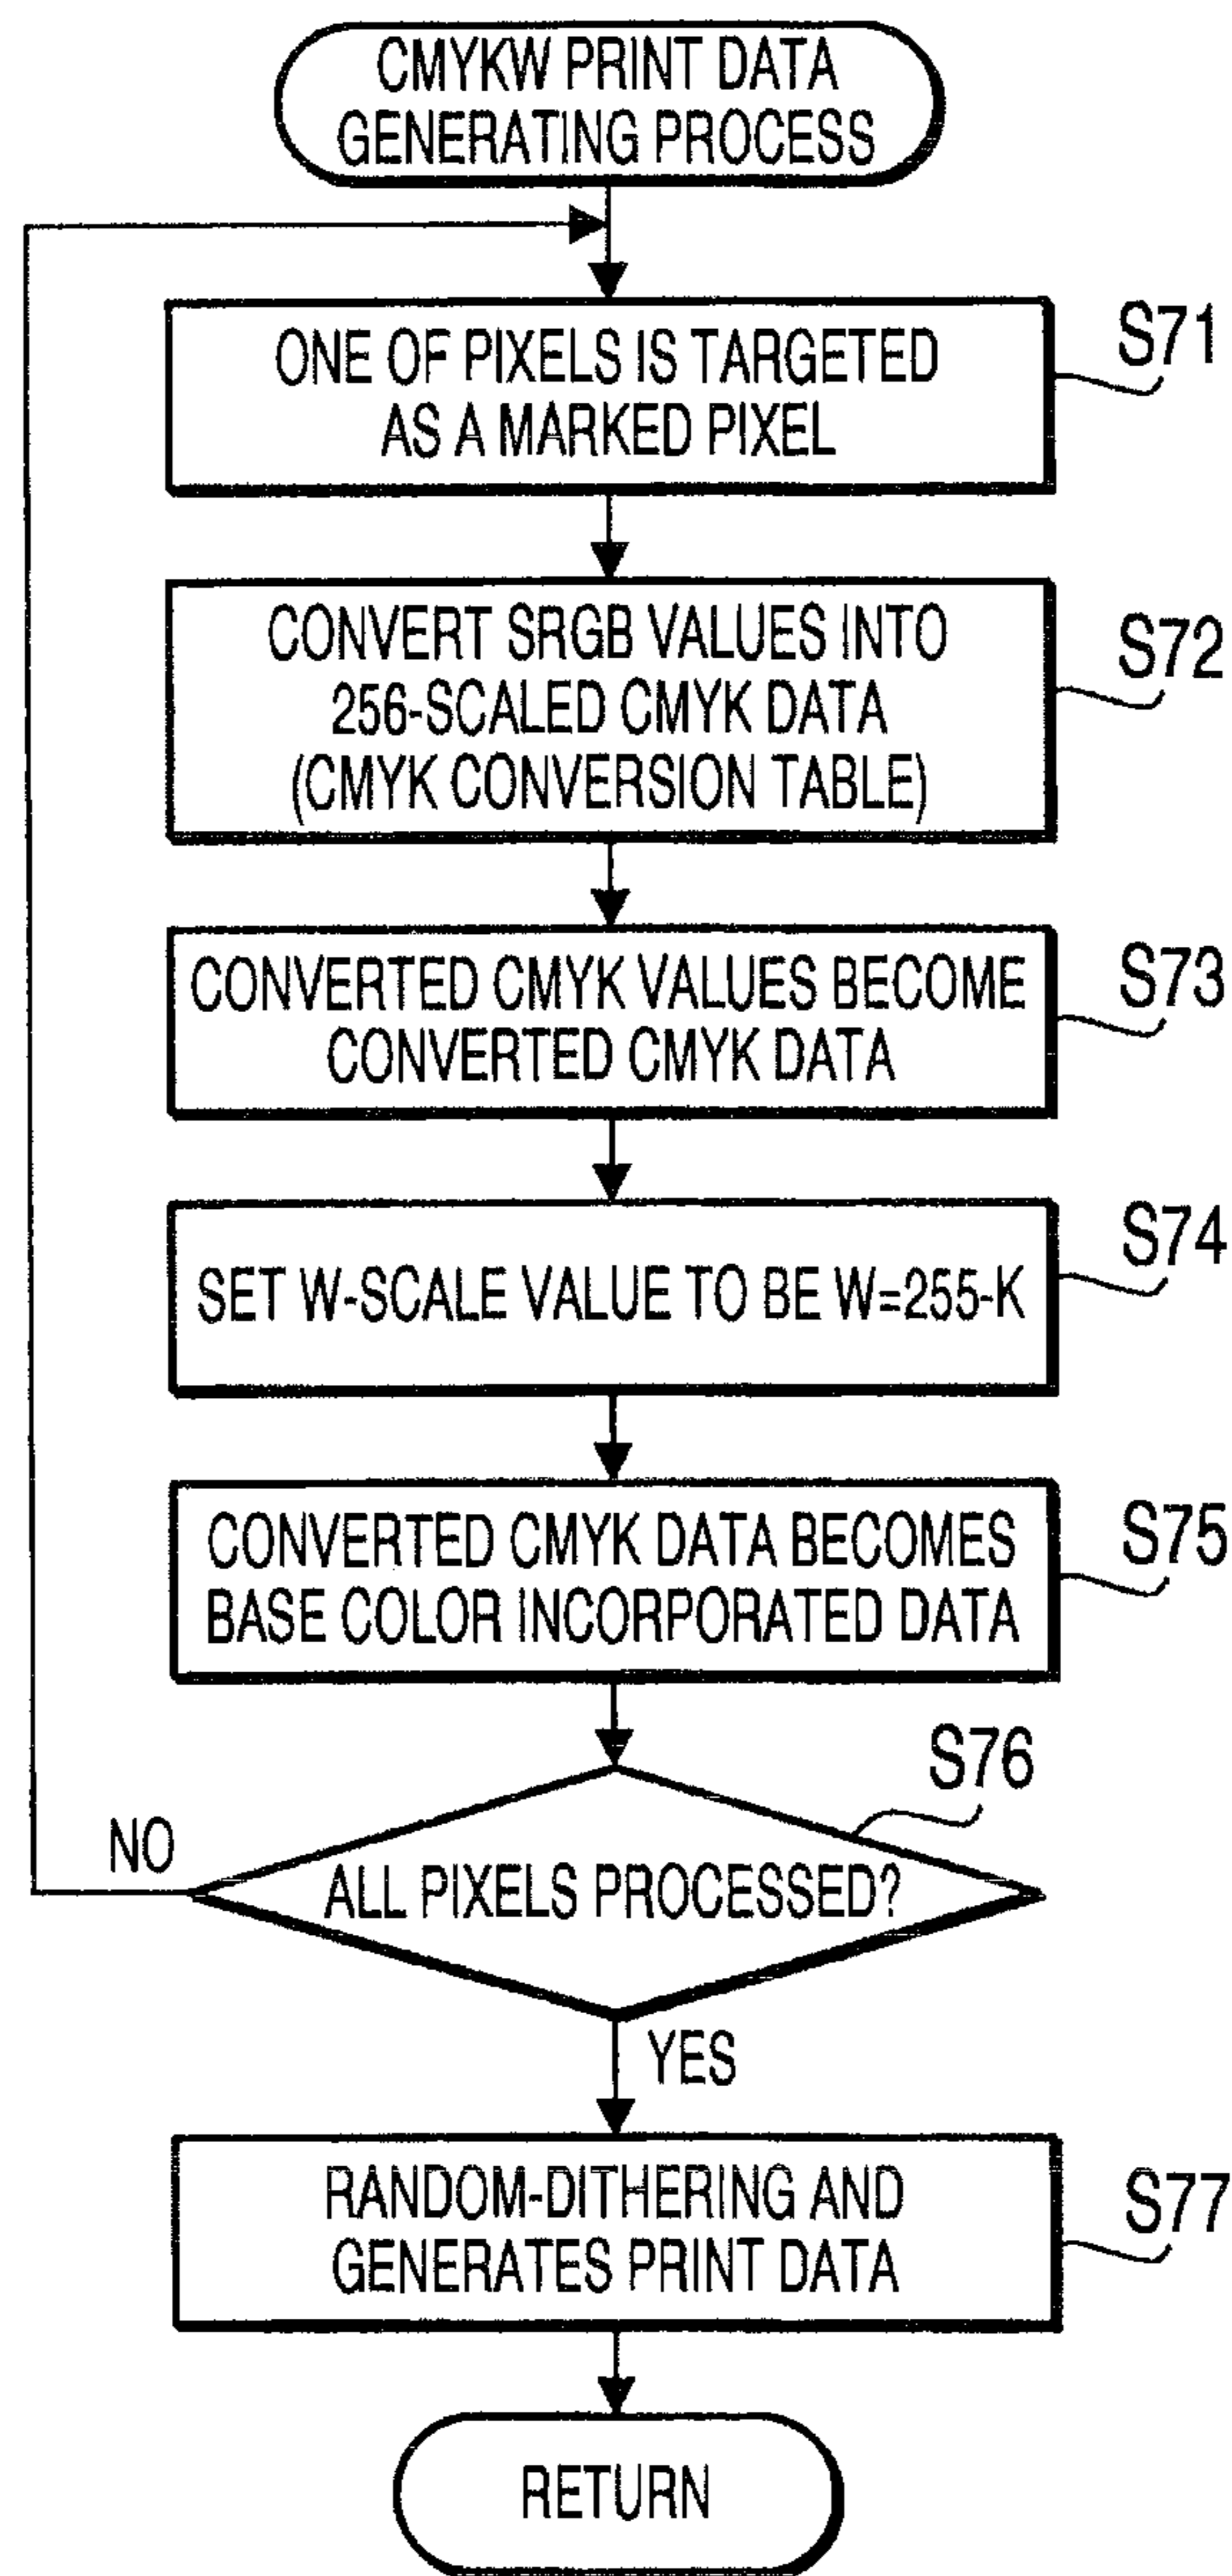 CMYKW PRINT DATA
GENERATING PROCESS
ONE OF PIXELS IS TARGETED
AS A MARKED PIXEL
S71
CONVERT SRGB VALUES INTO
256-SCALED CMYK DATA
(CMYK CONVERSION TABLE)
S72
CONVERTED CMYK VALUES BECOME
CONVERTED CMYK DATA
S73
SET W-SCALE VALUE TO BE W=255-K
S74
CONVERTED CMYK DATA BECOMES
BASE COLOR INCORPORATED DATA
S75
S76
NO
ALL PIXELS PROCESSED?
YES
RANDOM-DITHERING AND
GENERATES PRINT DATA
S77
RETURN